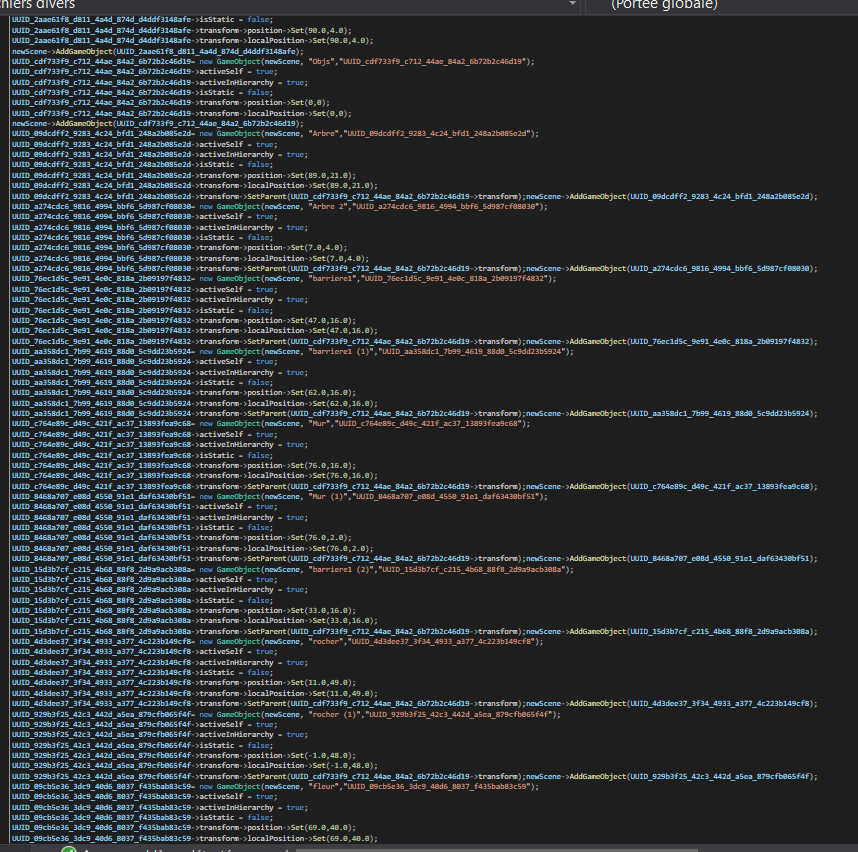 hiers divers
(Portée globale)
UUID_2aae61f8_d811_4a4d_874d_d4ddf3148afe->isStatic = false;
UUID_2aae61f8_d811_4a4d_874d_d4ddf3148afe->transform->position->Set(90.0,4.0);
UUID_2aae61f8_d811_4a4d_874d_d4ddf3148afe->transform->localPosition->Set(90.0,4.0);
newScene->AddGameObject(UUID_2aae61f8_d811_4a4d_874d_d4ddf3148afe);
UUID_cdf733f9_c712_44ae_84a2_6b72b2c46d19= new GameObject(newScene, "Objs","UUID_cdf733f9_c712_44ae_84a2_6b72b2c46d19");
UUID_cdf733f9_c712_44ae_84a2_6b72b2c46d19->activeSelf = true;
UUID_cdf733f9_c712_44ae_84a2_6b72b2c46d19->activeInHierarchy = true;
UUID_cdf733f9_c712_44ae_84a2_6b72b2c46d19->isStatic = false;
UUID_cdf733f9_c712_44ae_84a2_6b72b2c46d19->transform->position->Set(0,0);
UUID_cdf733f9_c712_44ae_84a2_6b72b2c46d19->transform->localPosition->Set(0,0);
newScene->AddGameObject(UUID_cdf733f9_c712_44ae_84a2_6b72b2c46d19);
UUID_09dcdff2_9283_4c24_bfd1_248a2b085e2d= new GameObject(newScene, "Arbre","UUID_09dcdff2_9283_4c24_bfd1_248a2b085e2d");
UUID_09dcdff2_9283_4c24_bfd1_248a2b085e2d->activeSelf = true;
UUID_09dcdff2_9283_4c24_bfd1_248a2b085e2d->activeInHierarchy = true;
UUID_09dcdff2_9283_4c24_bfd1_248a2b085e2d->isStatic = false;
UUID_09dcdff2_9283_4c24_bfd1_248a2b085e2d->transform->position->Set(89.0,21.0);
UUID_09dcdff2_9283_4c24_bfd1_248a2b085e2d->transform->localPosition->Set(89.0,21.0);
UUID_09dcdff2_9283_4c24_bfd1_248a2b085e2d->transform->SetParent(UUID_cdf733f9_c712_44ae_84a2_6b72b2c46d19->transform);newScene->AddGameObject(UUID_09dcdff2_9283_4c24_bfd1_248a2b085e2d);
UUID_a274cdc6_9816_4994_bbf6_5d987cf08030= new GameObject(newScene, "Arbre 2","UUID_a274cdc6_9816_4994_bbf6_5d987cf08030");
UUID_a274cdc6_9816_4994_bbf6_5d987cf08030->activeSelf = true;
UUID_a274cdc6_9816_4994_bbf6_5d987cf08030->activeInHierarchy = true;
UUID_a274cdc6_9816_4994_bbf6_5d987cf08030->isStatic = false;
UUID_a274cdc6_9816_4994_bbf6_5d987cf08030->transform->position->Set(7.0,4.0);
UUID_a274cdc6_9816_4994_bbf6_5d987cf08030->transform->localPosition->Set(7.0,4.0);
UUID_a274cdc6_9816_4994_bbf6_5d987cf08030->transform->SetParent(UUID_cdf733f9_c712_44ae_84a2_6b72b2c46d19->transform);newScene->AddGameObject(UUID_a274cdc6_9816_4994_bbf6_5d987cf08030);
UUID_76ec1d5c_9e91_4e0c_818a_2b09197f4832= new GameObject(newScene, "barriere1","UUID_76ec1d5c_9e91_4e0c_818a_2b09197f4832");
UUID_76ec1d5c_9e91_4e0c_818a_2b09197f4832->activeSelf = true;
UUID_76ec1d5c_9e91_4e0c_818a_2b09197f4832->activeInHierarchy = true;
UUID_76ec1d5c_9e91_4e0c_818a_2b09197f4832->isStatic = false;
UUID_76ec1d5c_9e91_4e0c_818a_2b09197f4832->transform->position->Set(47.0,16.0);
UUID_76ec1d5c_9e91_4e0c_818a_2b09197f4832->transform->localPosition->Set(47.0,16.0);
UUID_76ec1d5c_9e91_4e0c_818a_2b09197f4832->transform->SetParent(UUID_cdf733f9_c712_44ae_84a2_6b72b2c46d19->transform);newScene->AddGameObject(UUID_76ec1d5c_9e91_4e0c_818a_2b09197f4832);
UUID_aa358dc1_7b99_4619_88d0_5c9dd23b5924= new GameObject(newScene, "barriere1 (1)","UUID_aa358dc1_7b99_4619_88d0_5c9dd23b5924");
UUID_aa358dc1_7b99_4619_88d0_5c9dd23b5924->activeSelf = true;
UUID_aa358dc1_7b99_4619_88d0_5c9dd23b5924->activeInHierarchy = true;
UUID_aa358dc1_7b99_4619_88d0_5c9dd23b5924->isStatic = false;
UUID_aa358dc1_7b99_4619_88d0_5c9dd23b5924->transform->position->Set(62.0,16.0);
UUID_aa358dc1_7b99_4619_88d0_5c9dd23b5924->transform->localPosition->Set(62.0,16.0);
UUID_aa358dc1_7b99_4619_88d0_5c9dd23b5924->transform->SetParent(UUID_cdf733f9_c712_44ae_84a2_6b72b2c46d19->transform);newScene->AddGameObject(UUID_aa358dc1_7b99_4619_88d0_5c9dd23b5924);
UUID_c764e89c_d49c_421f_ac37_13893fea9c68= new GameObject(newScene, "Mur","UUID_c764e89c_d49c_421f_ac37_13893fea9c68");
UUID_c764e89c_d49c_421f_ac37_13893fea9c68->activeSelf = true;
UUID_c764e89c_d49c_421f_ac37_13893fea9c68->activeInHierarchy = true;
UUID_c764e89c_d49c_421f_ac37_13893fea9c68->isStatic = false;
UUID_c764e89c_d49c_421f_ac37_13893fea9c68->transform->position->Set(76.0,16.0);
UUID_c764e89c_d49c_421f_ac37_13893fea9c68->transform->localPosition->Set(76.0,16.0);
UUID_c764e89c_d49c_421f_ac37_13893fea9c68->transform->SetParent(UUID_cdf733f9_c712_44ae_84a2_6b72b2c46d19->transform);newScene->AddGameObject(UUID_c764e89c_d49c_421f_ac37_13893fea9c68);
UUID_8468a707_e08d_4550_91e1_daf63430bf51= new GameObject(newScene, "Mur (1)","UUID_8468a707_e08d_4550_91e1_daf63430bf51");
UUID_8468a707_e08d_4550_91e1_daf63430bf51->activeSelf = true;
UUID_8468a707_e08d_4550_91e1_daf63430bf51->activeInHierarchy = true;
UUID_8468a707_e08d_4550_91e1_daf63430bf51->isStatic = false;
UUID_8468a707_e08d_4550_91e1_daf63430bf51->transform->position->Set(76.0,2.0);
UUID_8468a707_e08d_4550_91e1_daf63430bf51->transform->localPosition->Set(76.0,2.0);
UUID_8468a707_e08d_4550_91e1_daf63430bf51->transform->SetParent(UUID_cdf733f9_c712_44ae_84a2_6b72b2c46d19->transform);newScene->AddGameObject(UUID_8468a707_e08d_4550_91e1_daf63430bf51);
UUID_15d3b7cf_c215_4b68_88f8_2d9a9acb308a= new GameObject(newScene, "barriere1 (2)","UUID_15d3b7cf_c215_4b68_88f8_2d9a9acb308a");
UUID_15d3b7cf_c215_4b68_88f8_2d9a9acb308a->activeSelf = true;
UUID_15d3b7cf_c215_4b68_88f8_2d9a9acb308a->activeInHierarchy = true;
UUID_15d3b7cf_c215_4b68_88f8_2d9a9acb308a->isStatic = false;
UUID_15d3b7cf_c215_4b68_88f8_2d9a9acb308a->transform->position->Set(33.0,16.0);
UUID_15d3b7cf_c215_4b68_88f8_2d9a9acb308a->transform->localPosition->Set(33.0,16.0);
UUID_15d3b7cf_c215_4b68_88f8_2d9a9acb308a->transform->SetParent(UUID_cdf733f9_c712_44ae_84a2_6b72b2c46d19->transform);newScene->AddGameObject(UUID_15d3b7cf_c215_4b68_88f8_2d9a9acb308a);
UUID_4d3dee37_3f34_4933_a377_4c223b149cf8= new GameObject(newScene, "rocher","UUID_4d3dee37_3f34_4933_a377_4c223b149cf8");
UUID_4d3dee37_3f34_4933_a377_4c223b149cf8->activeSelf = true;
UUID_4d3dee37_3f34_4933_a377_4c223b149cf8->activeInHierarchy = true;
UUID_4d3dee37_3f34_4933_a377_4c223b149cf8->isStatic = false;
UUID_4d3dee37_3f34_4933_a377_4c223b149cf8->transform->position->Set(11.0,49.0);
UUID_4d3dee37_3f34_4933_a377_4c223b149cf8->transform->localPosition->Set(11.0,49.0);
UUID_4d3dee37_3f34_4933_a377_4c223b149cf8->transform->SetParent(UUID_cdf733f9_c712_44ae_84a2_6b72b2c46d19->transform);newScene->AddGameObject(UUID_4d3dee37_3f34_4933_a377_4c223b149cf8);
UUID_929b3f25_42c3_442d_a5ea_879cfb065f4f= new GameObject(newScene, "rocher (1)","UUID_929b3f25_42c3_442d_a5ea_879cfb065f4f");
UUID_929b3f25_42c3_442d_a5ea_879cfb065f4f->activeSelf = true;
UUID_929b3f25_42c3_442d_a5ea_879cfb065f4f->activeInHierarchy = true;
UUID_929b3f25_42c3_442d_a5ea_879cfb065f4f->isStatic = false;
UUID_929b3f25_42c3_442d_a5ea_879cfb065f4f->transform->position->Set(-1.0,48.0);
UUID_929b3f25_42c3_442d_a5ea_879cfb065f4f->transform->localPosition->Set(-1.0,48.0);
UUID_929b3f25_42c3_442d_a5ea_879cfb065f4f->transform->SetParent(UUID_cdf733f9_c712_44ae_84a2_6b72b2c46d19->transform);newScene->AddGameObject(UUID_929b3f25_42c3_442d_a5ea_879cfb065f4f);
UUID_09cb5e36_3dc9_40d6_8037_f435bab83c59= new GameObject(newScene, "fleur","UUID_09cb5e36_3dc9_40d6_8037_f435bab83c59");
UUID_09cb5e36_3dc9_40d6_8037_f435bab83c59->activeSelf = true;
UUID_09cb5e36_3dc9_40d6_8037_f435bab83c59->activeInHierarchy = true;
UUID_09cb5e36_3dc9_40d6_8037_f435bab83c59->isStatic = false;
UUID_09cb5e36_3dc9_40d6_8037_f435bab83c59->transform->position->Set(69.0,40.0);
UUID_09cb5e36_3dc9_40d6_8037_f435bab83c59->transform->localPosition->Set(69.0,40.0);